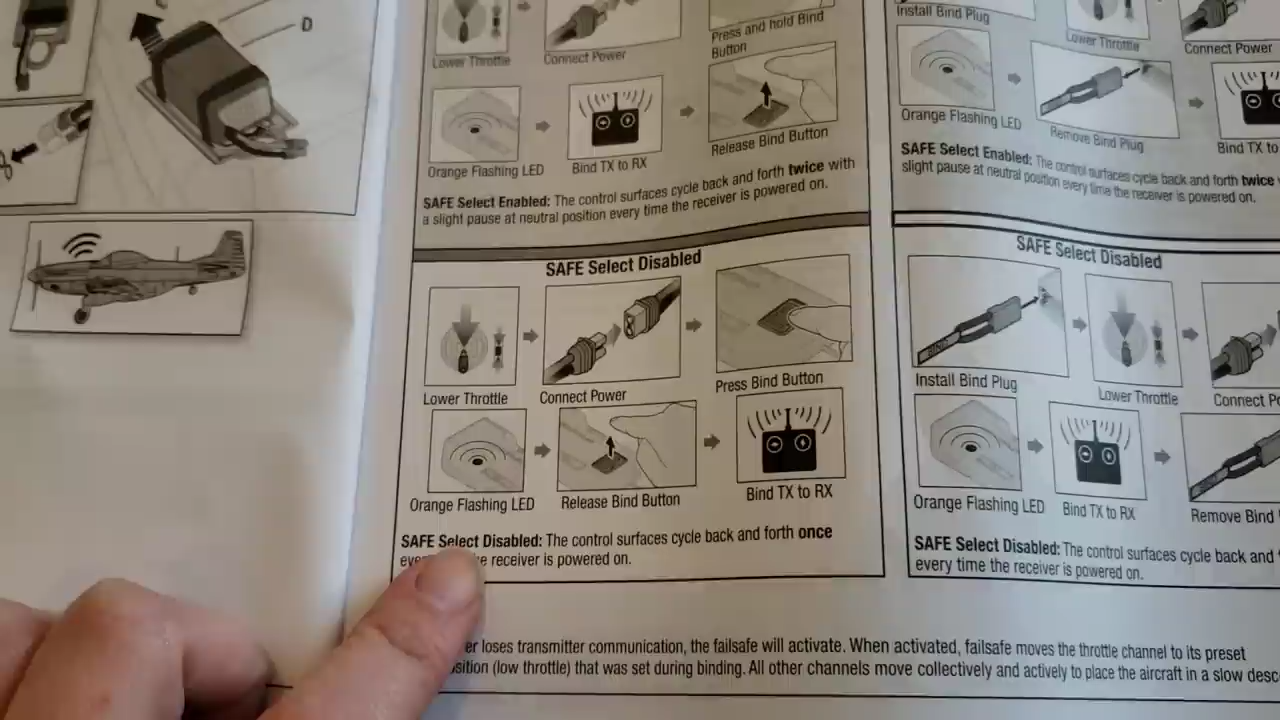 D
Lower Throttle
Connect Power
Press and hold Bind
Button
Orange Flashing LED
Bind TX to RX
Release Bind Button
SAFE Select Enabled: The control surfaces cycle back and forth twice with
a slight pause at neutral position every time the receiver is powered on.
SAFE Select Disabled
Lower Throttle
Connect Power
Press Bind Button
Orange Flashing LED
Release Bind Button
Bind TX to RX
SAFE Select Disabled: The control surfaces cycle back and forth once
receiver is powered on.
Install Bind Plug
Lower Throttle
Connect Power
Orange Flashing LED
Remove Bind Plug
Bind TX to
SAFE Select Enabled: The control surfaces cycle back and forth twice
slight pause at neutral position every time the receiver is powered on.
SAFE Select Disabled
Install Bind Plug
Lower Throttle
Connect
Orange Flashing LED
Bind TX to RX
Remove Bind
SAFE Select Disabled: The control surfaces cycle back and
every time the receiver is powered on.
loses transmitter communication, the failsafe will activate. When activated, failsafe moves the throttle channel to its preset
(low throttle) that was set during binding. All other channels move collectively and actively to place the aircraft in a slow